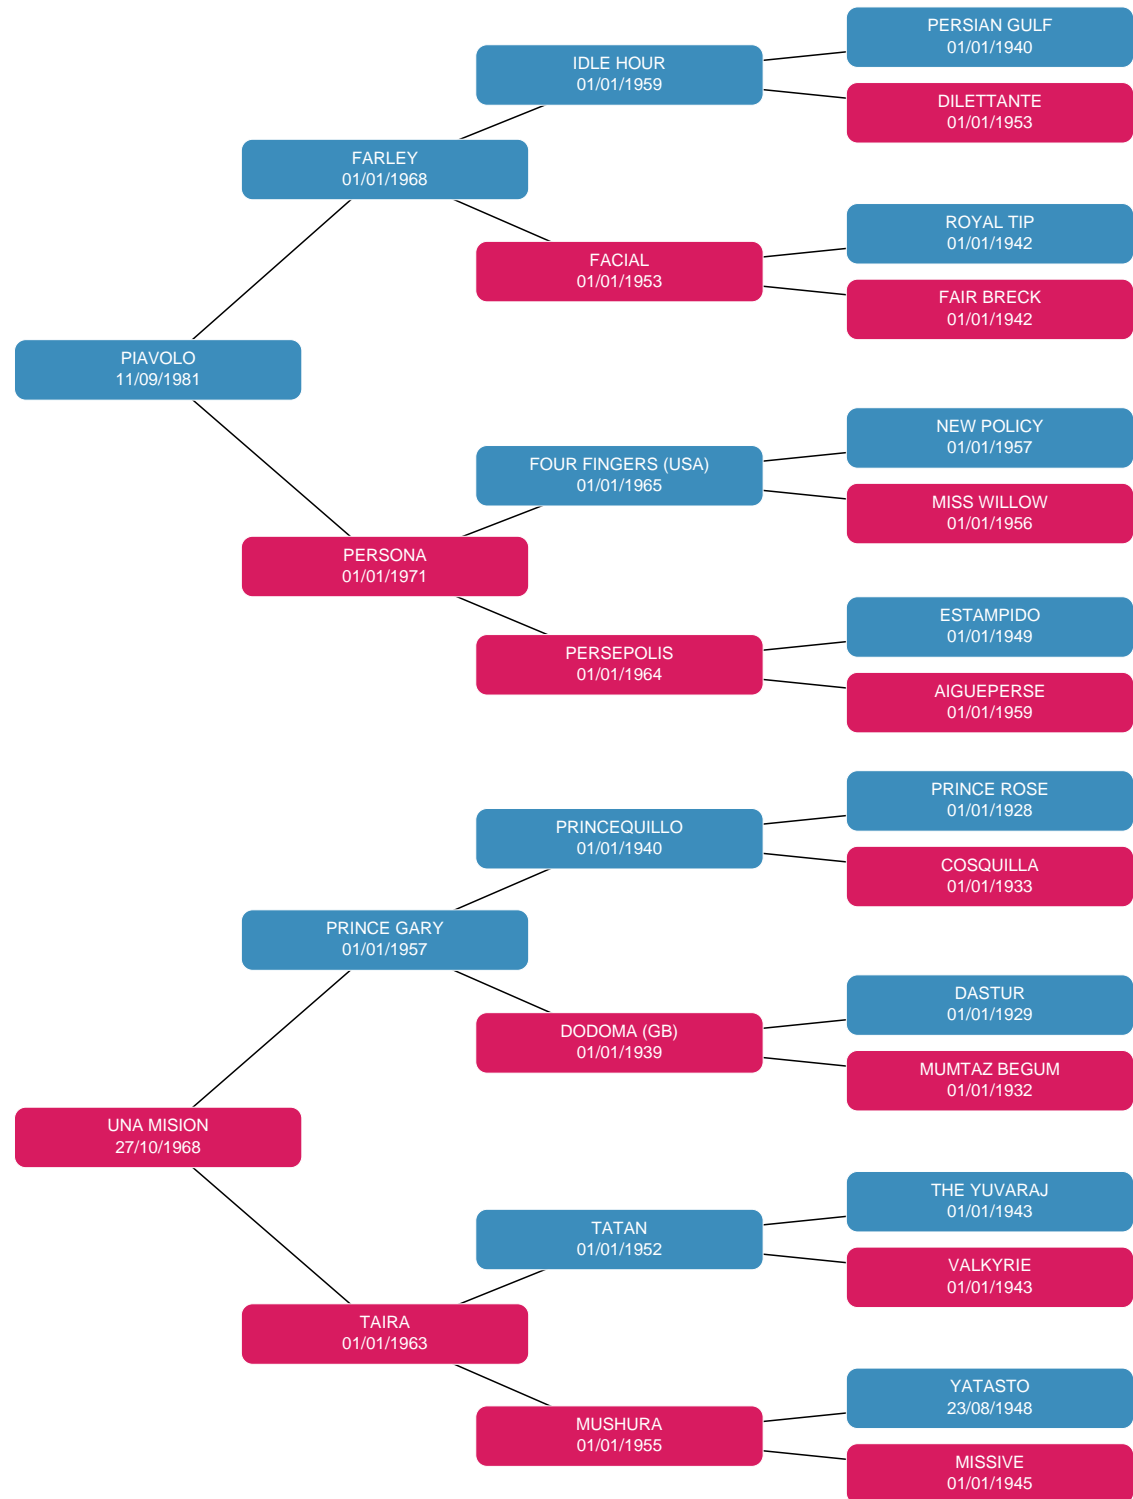 PERSIAN GULF
01/01/1940
IDLE HOUR
01/01/1959
DILETTANTE
01/01/1953
FARLEY
01/01/1968
ROYAL TIP
01/01/1942
FACIAL
01/01/1953
FAIR BRECK
01/01/1942
PIAVOLO
11/09/1981
NEW POLICY
01/01/1957
FOUR FINGERS (USA)
01/01/1965
MISS WILLOW
01/01/1956
PERSONA
01/01/1971
ESTAMPIDO
01/01/1949
PERSEPOLIS
01/01/1964
AIGUEPERSE
01/01/1959
PRINCE ROSE
01/01/1928
PRINCEQUILLO
01/01/1940
COSQUILLA
01/01/1933
PRINCE GARY
01/01/1957
DASTUR
01/01/1929
DODOMA (GB)
01/01/1939
MUMTAZ BEGUM
01/01/1932
UNA MISION
27/10/1968
THE YUVARAJ
01/01/1943
TATAN
01/01/1952
VALKYRIE
01/01/1943
TAIRA
01/01/1963
YATASTO
23/08/1948
MUSHURA
01/01/1955
MISSIVE
01/01/1945